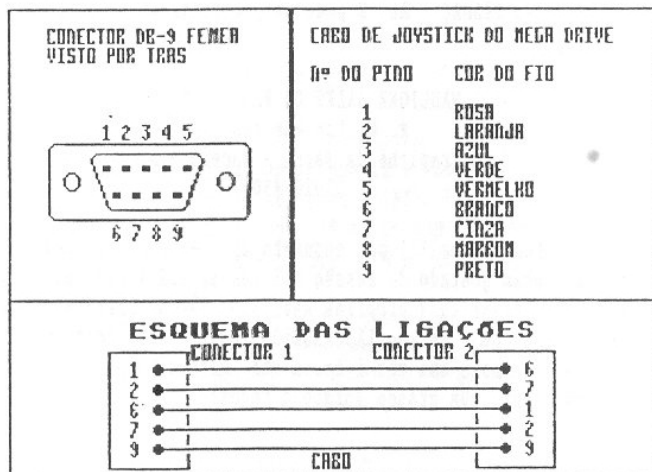 CONECTOR DB-9 FEMEA
VISTO POR TRAS
1 2 3 4 5
6 7 8 9
CABO DE JOYSTICK DO MEGA DRIVE
Nº DO PINO COR DO FIO
1 ROSA
2 LARANJA
3 AZUL
4 VERDE
5 VERMELHO
6 BRANCO
7 CINZA
8 MARROM
9 PRETO
ESQUEMA DAS LIGAÇÕES
CONECTOR 1 CONECTOR 2
1 6
2 7
6 1
7 2
9 9
CABO